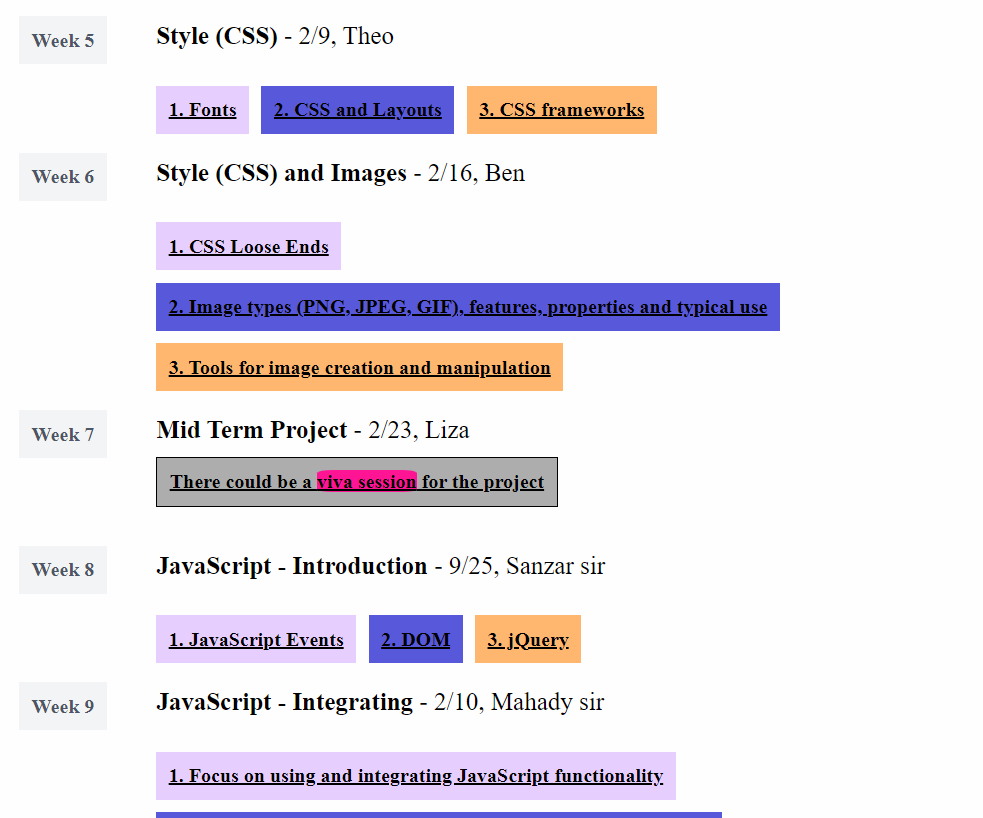 Week 5
Style (CSS) - 2/9, Theo
1. Fonts 2. CSS and Layouts 3. CSS frameworks
Week 6
Style (CSS) and Images - 2/16, Ben
1. CSS Loose Ends
2. Image types (PNG, JPEG, GIF), features, properties and typical use
3. Tools for image creation and manipulation
Week 7
Mid Term Project - 2/23, Liza
There could be a viva session for the project
Week 8
JavaScript - Introduction - 9/25, Sanzar sir
1. JavaScript Events 2. DOM 3. jQuery
Week 9
JavaScript - Integrating - 2/10, Mahady sir
1. Focus on using and integrating JavaScript functionality